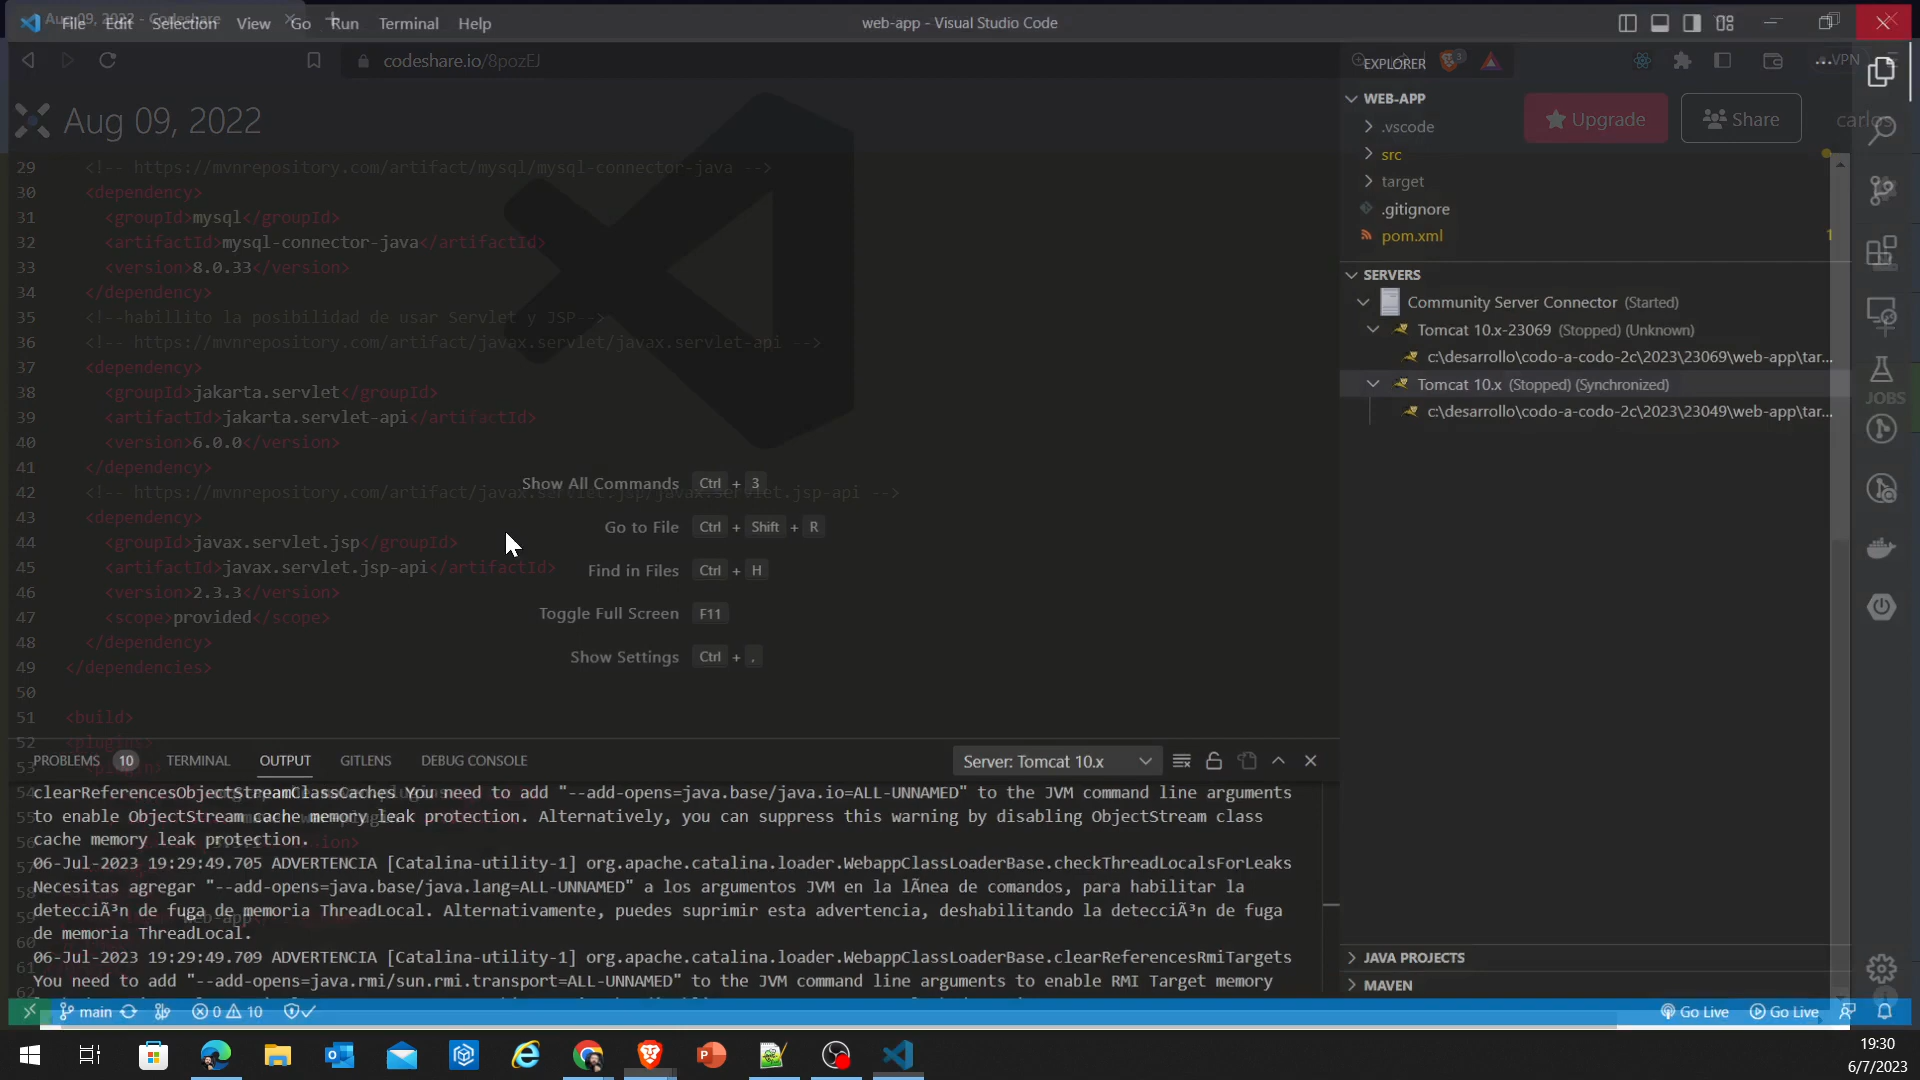 Aug 09, 2022 - Codeshare
File Edit Selection View Go Run Terminal Help
web-app - Visual Studio Code
codeshare.io/8pozEJ
VPN
Aug 09, 2022
Upgrade
Share
carlos
29 <!-- https://mvnrepository.com/artifact/mysql/mysql-connector-java -->
30 <dependency>
31 <groupId>mysql</groupId>
32 <artifactId>mysql-connector-java</artifactId>
33 <version>8.0.33</version>
34 </dependency>
35 <!--habillito la posibilidad de usar Servlet y JSP-->
36 <!-- https://mvnrepository.com/artifact/javax.servlet/javax.servlet-api -->
37 <dependency>
38 <groupId>jakarta.servlet</groupId>
39 <artifactId>jakarta.servlet-api</artifactId>
40 <version>6.0.0</version>
41 </dependency>
42 <!-- https://mvnrepository.com/artifact/javax.servlet.jsp/javax.servlet.jsp-api -->
43 <dependency>
44 <groupId>javax.servlet.jsp</groupId>
45 <artifactId>javax.servlet.jsp-api</artifactId>
46 <version>2.3.3</version>
47 <scope>provided</scope>
48 </dependency>
49 </dependencies>
50
51 <build>
52 <plugins>
53
54
55
56
57
59 web-app
60
61
62
Show All Commands Ctrl + 3
Go to File Ctrl + Shift + R
Find in Files Ctrl + H
Toggle Full Screen F11
Show Settings Ctrl + ,
EXPLORER
WEB-APP
.vscode
src
target
.gitignore
pom.xml 1
SERVERS
Community Server Connector (Started)
Tomcat 10.x-23069 (Stopped) (Unknown)
c:\desarrollo\codo-a-codo-2c\2023\23069\web-app\tar...
Tomcat 10.x (Stopped) (Synchronized)
c:\desarrollo\codo-a-codo-2c\2023\23049\web-app\tar...
JOBS
JAVA PROJECTS
MAVEN
PROBLEMS 10 TERMINAL OUTPUT GITLENS DEBUG CONSOLE
Server: Tomcat 10.x
clearReferencesObjectStreamClassCaches You need to add "--add-opens=java.base/java.io=ALL-UNNAMED" to the JVM command line arguments
to enable ObjectStream cache memory leak protection. Alternatively, you can suppress this warning by disabling ObjectStream class
cache memory leak protection.
06-Jul-2023 19:29:49.705 ADVERTENCIA [Catalina-utility-1] org.apache.catalina.loader.WebappClassLoaderBase.checkThreadLocalsForLeaks
Necesitas agregar "--add-opens=java.base/java.lang=ALL-UNNAMED" a los argumentos JVM en la lÃnea de comandos, para habilitar la
detecciÃ³n de fuga de memoria ThreadLocal. Alternativamente, puedes suprimir esta advertencia, deshabilitando la detecciÃ³n de fuga
de memoria ThreadLocal.
06-Jul-2023 19:29:49.709 ADVERTENCIA [Catalina-utility-1] org.apache.catalina.loader.WebappClassLoaderBase.clearReferencesRmiTargets
You need to add "--add-opens=java.rmi/sun.rmi.transport=ALL-UNNAMED" to the JVM command line arguments to enable RMI Target memory
main 0 10
Go Live Go Live
19:30
6/7/2023